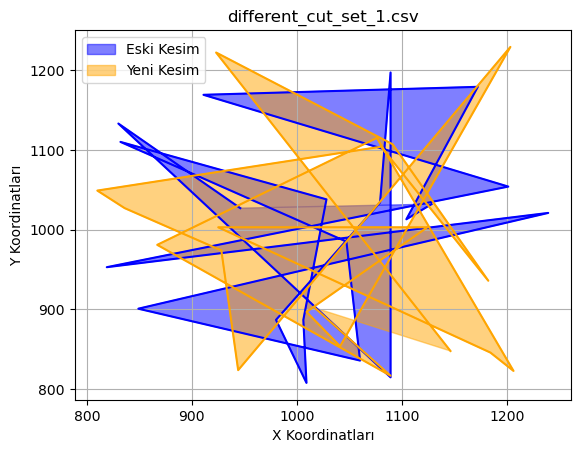 different_cut_set_1.csv
Eski Kesim
Yeni Kesim
Y Koordinatları
1200
1100
1000
900
800
800 900 1000 1100 1200
X Koordinatları